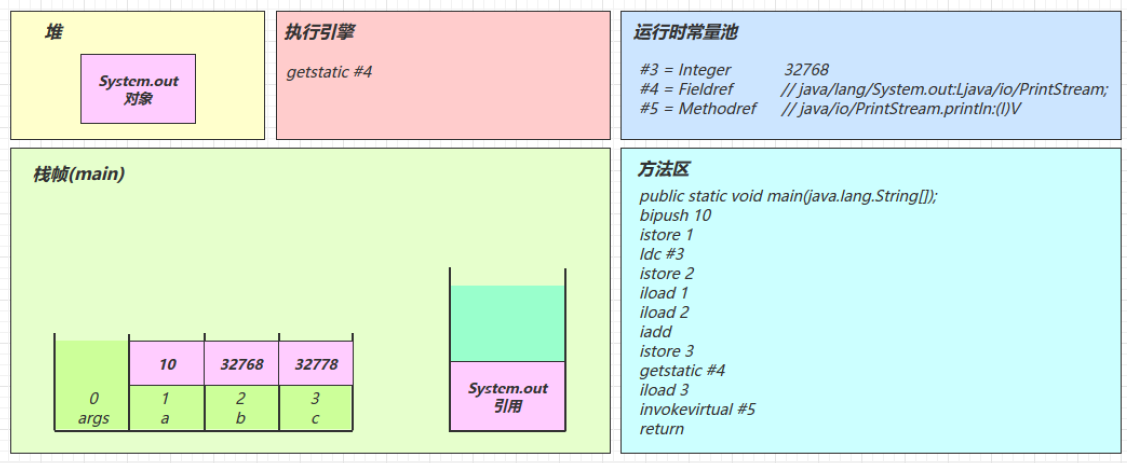 堆
System.out
对象
执行引擎
getstatic #4
运行时常量池
#3 = Integer 32768
#4 = Fieldref // java/lang/System.out:Ljava/io/PrintStream;
#5 = Methodref // java/io/PrintStream.println:(I)V
栈帧(main)
10 32768 32778
0 1 2 3
args a b c
System.out
引用
方法区
public static void main(java.lang.String[]);
bipush 10
istore 1
ldc #3
istore 2
iload 1
iload 2
iadd
istore 3
getstatic #4
iload 3
invokevirtual #5
return